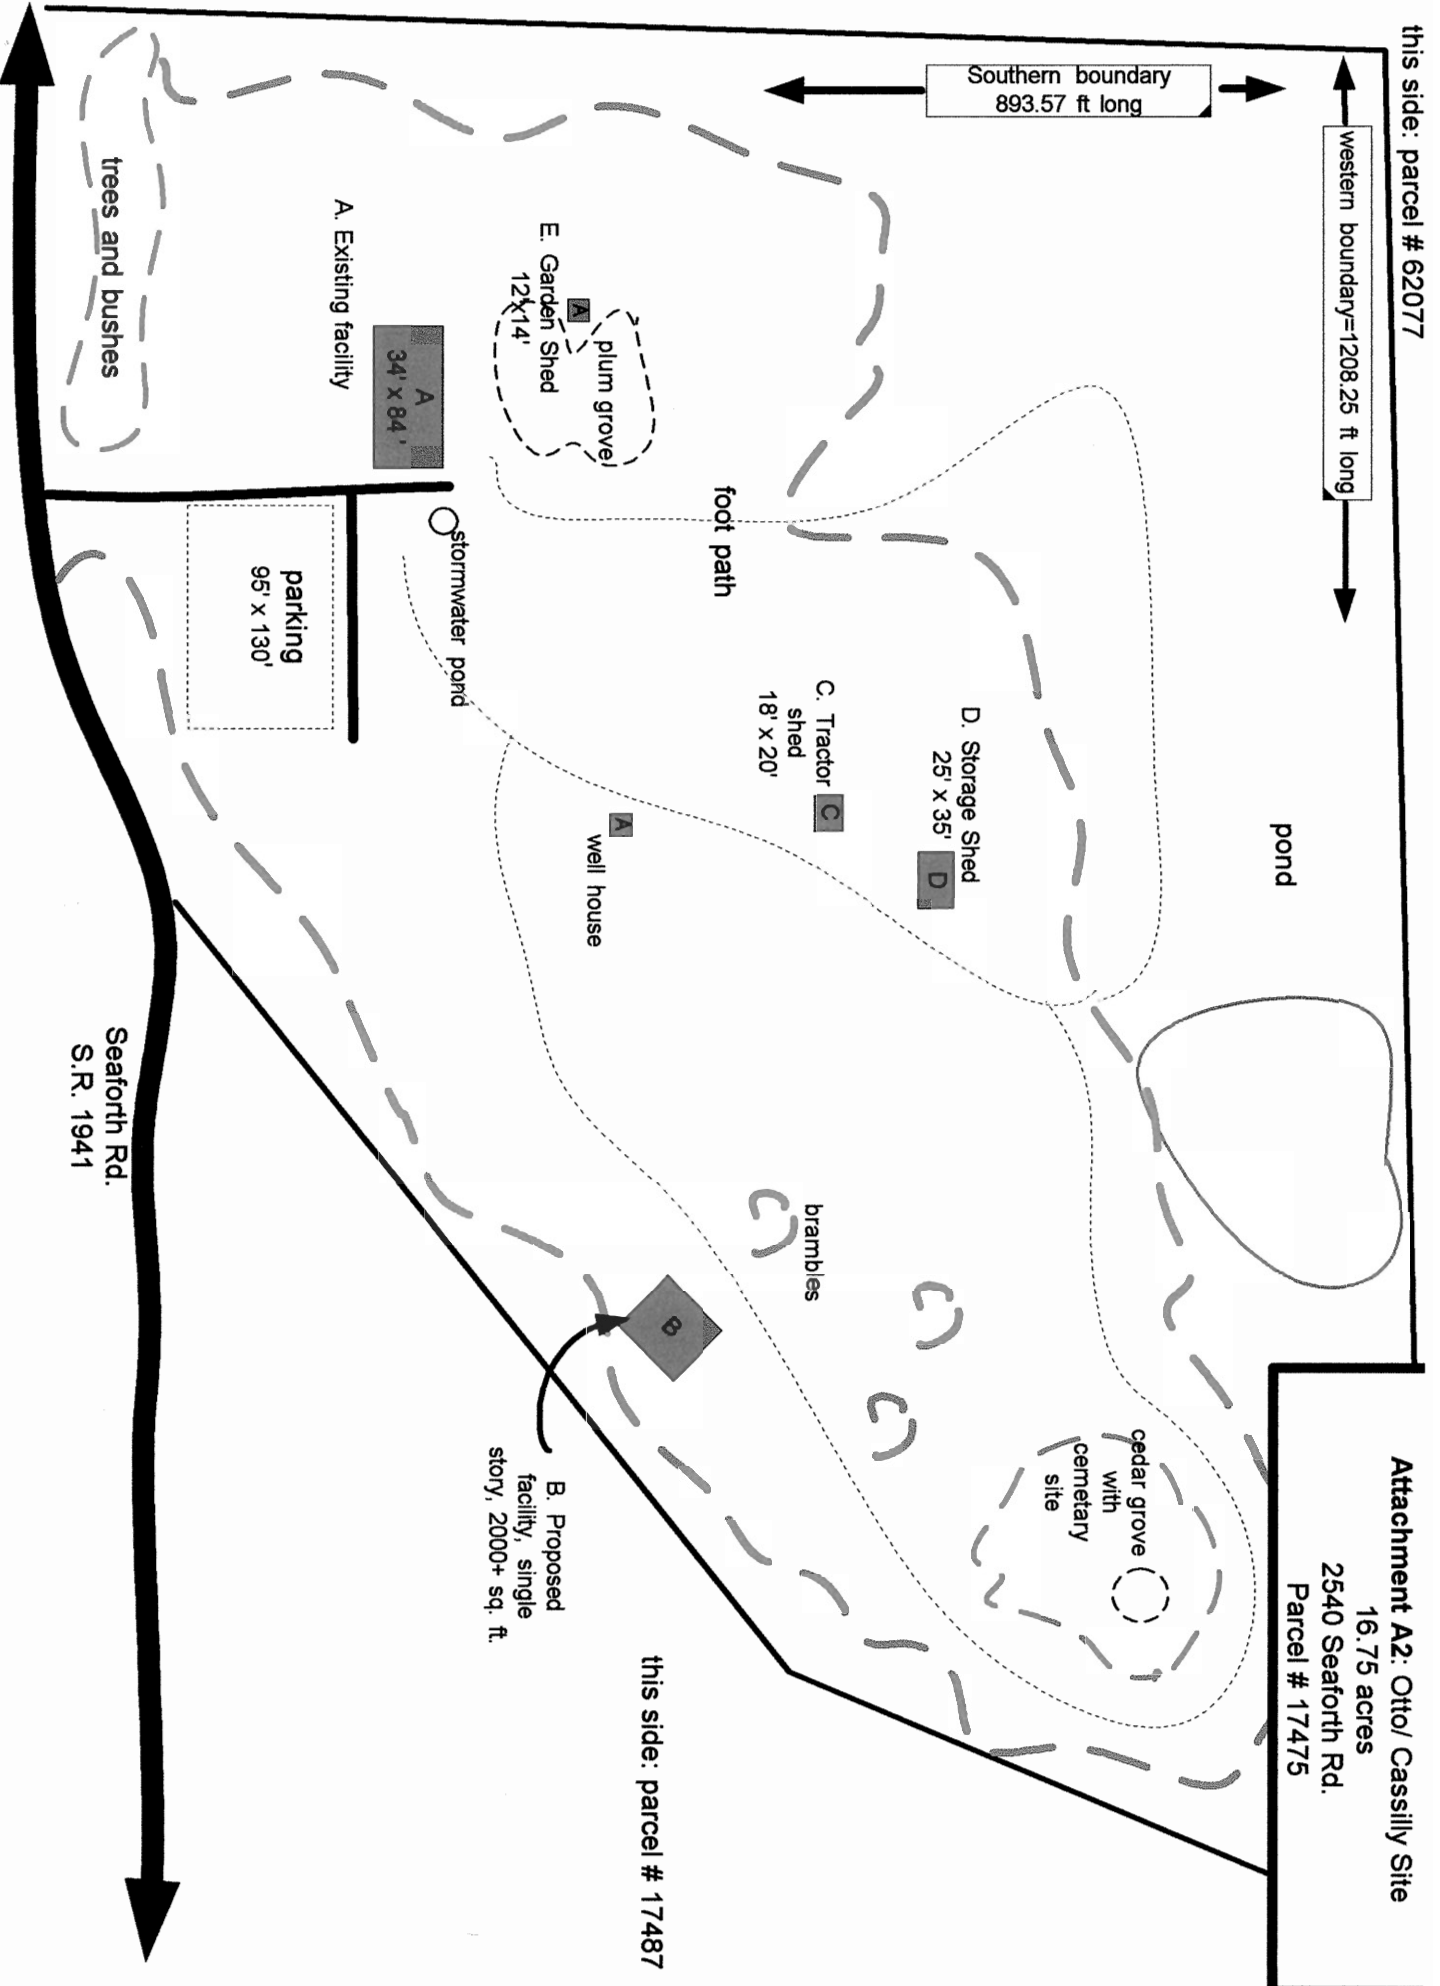 Attachment A2: Otto/ Cassilly Site
16.75 acres
2540 Seaforth Rd.
Parcel # 17475
this side: parcel # 62077
western boundary=1208.25 ft long
Southern boundary
893.57 ft long
pond
cedar grove
with
cemetary
site
D. Storage Shed
25' x 35'
D
C. Tractor
shed
18' x 20'
C
brambles
foot path
plum grove
A
E. Garden Shed
12'x14'
A
well house
B
stormwater pond
A
34' x 84'
A. Existing facility
parking
95' x 130'
B. Proposed
facility, single
story, 2000+ sq. ft.
this side: parcel # 17487
trees and bushes
Seaforth Rd.
S.R. 1941